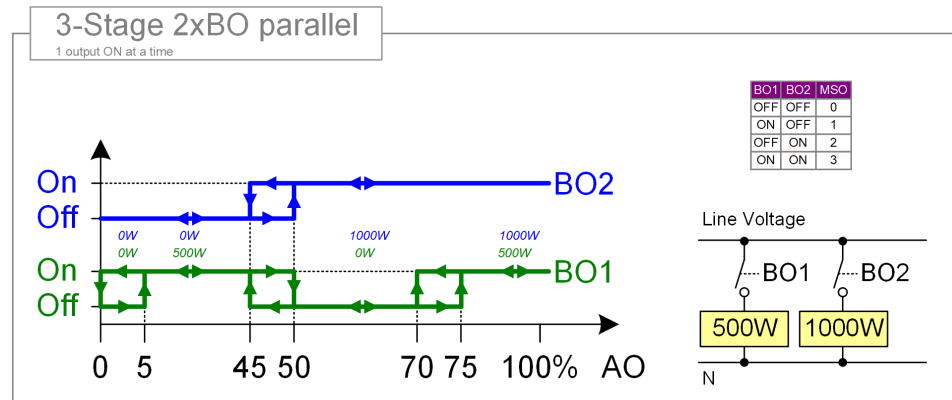 3-Stage 2xBO parallel
1 output ON at a time
BO1 BO2 MSO
OFF OFF 0
ON OFF 1
OFF ON 2
ON ON 3
On
Off
BO2
0W 0W 1000W 1000W
0W 500W 0W 500W
On
Off
BO1
0 5 45 50 70 75 100% AO
Line Voltage
BO1 BO2
500W 1000W
N